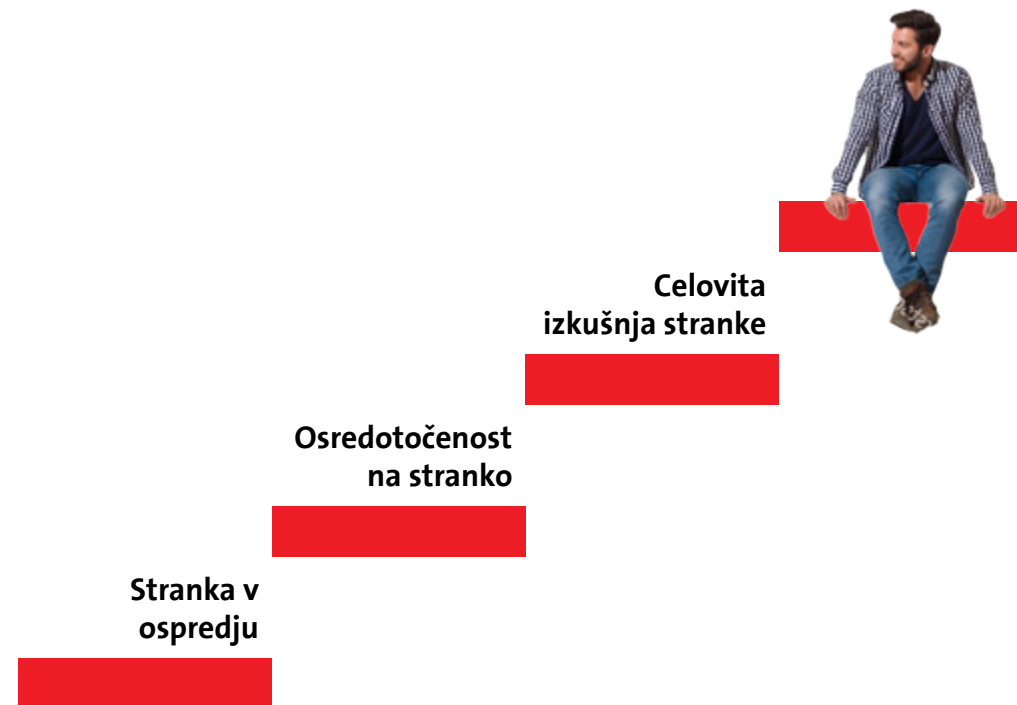 Celovita
izkušnja stranke
Osredotočenost
na stranko
Stranka v
ospredju